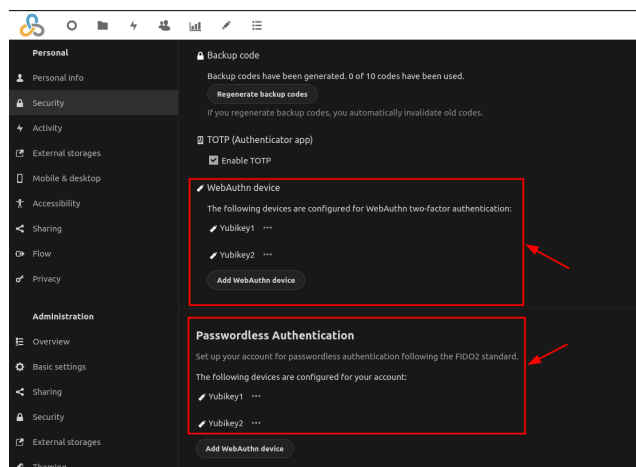 Personal
Personal info
Security
Activity
External storages
Mobile & desktop
Accessibility
Sharing
Flow
Privacy
Administration
Overview
Basic settings
Sharing
Security
External storages
Theming
Backup code
Backup codes have been generated. 0 of 10 codes have been used.
Regenerate backup codes
If you regenerate backup codes, you automatically invalidate old codes.
TOTP (Authenticator app)
Enable TOTP
WebAuthn device
The following devices are configured for WebAuthn two-factor authentication:
Yubikey1 ···
Yubikey2 ···
Add WebAuthn device
Passwordless Authentication
Set up your account for passwordless authentication following the FIDO2 standard.
The following devices are configured for your account:
Yubikey1 ···
Yubikey2 ···
Add WebAuthn device